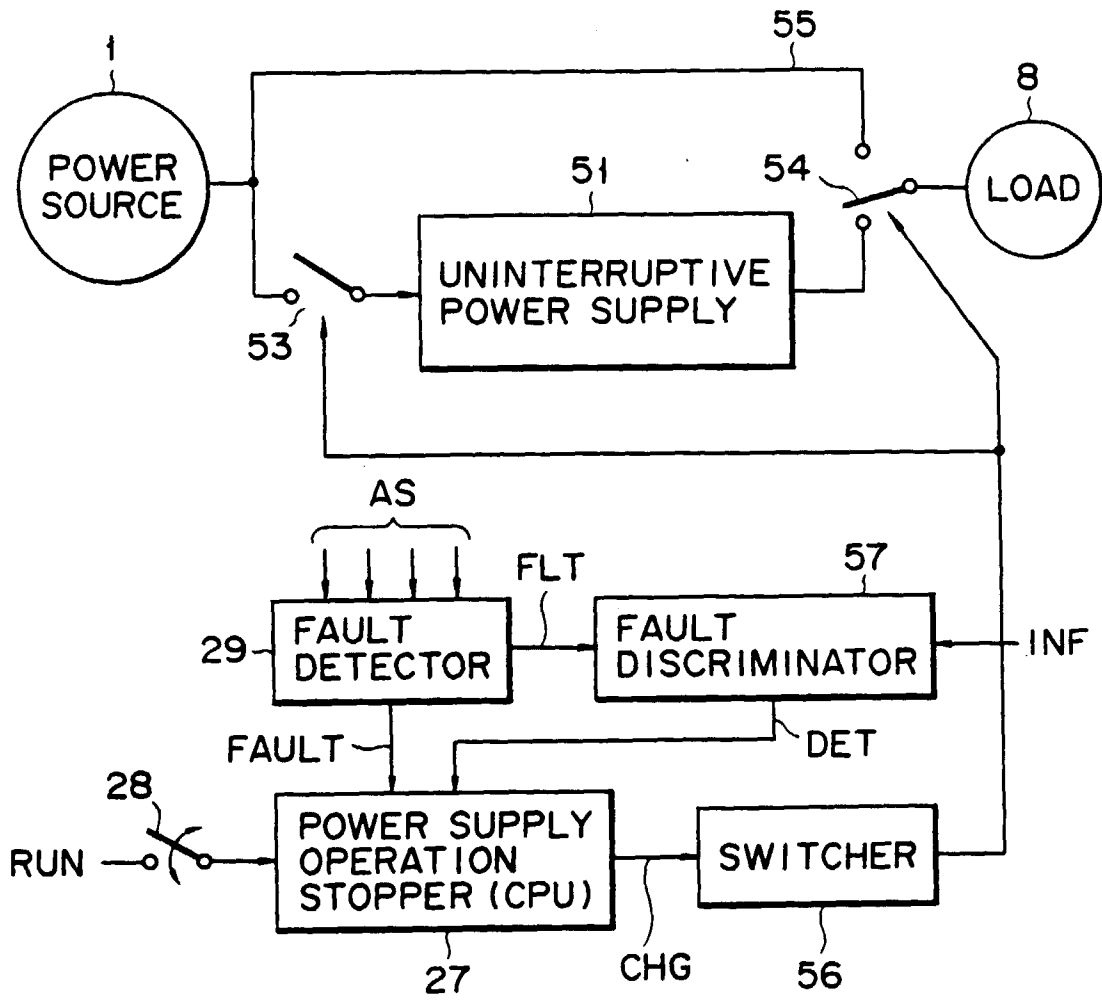 1
55
8
POWER
SOURCE
51
54
LOAD
UNINTERRUPTIVE
POWER SUPPLY
53
AS
FLT
57
29
FAULT
DETECTOR
FAULT
DISCRIMINATOR
INF
FAULT
DET
28
RUN
POWER SUPPLY
OPERATION
STOPPER (CPU)
SWITCHER
27
CHG
56